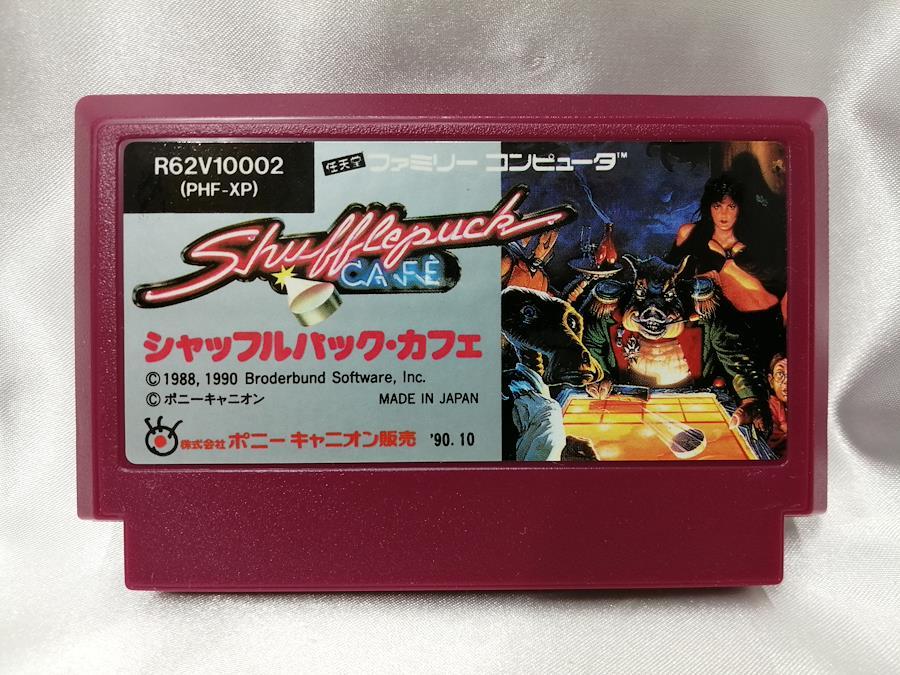 R62V10002
(PHF-XP)
任天堂 ファミリー コンピュータ™
Shufflepuck
CAFÉ
シャッフルパック・カフェ
©1988, 1990 Broderbund Software, Inc.
©ポニーキャニオン MADE IN JAPAN
株式会社 ポニーキャニオン販売 '90.10